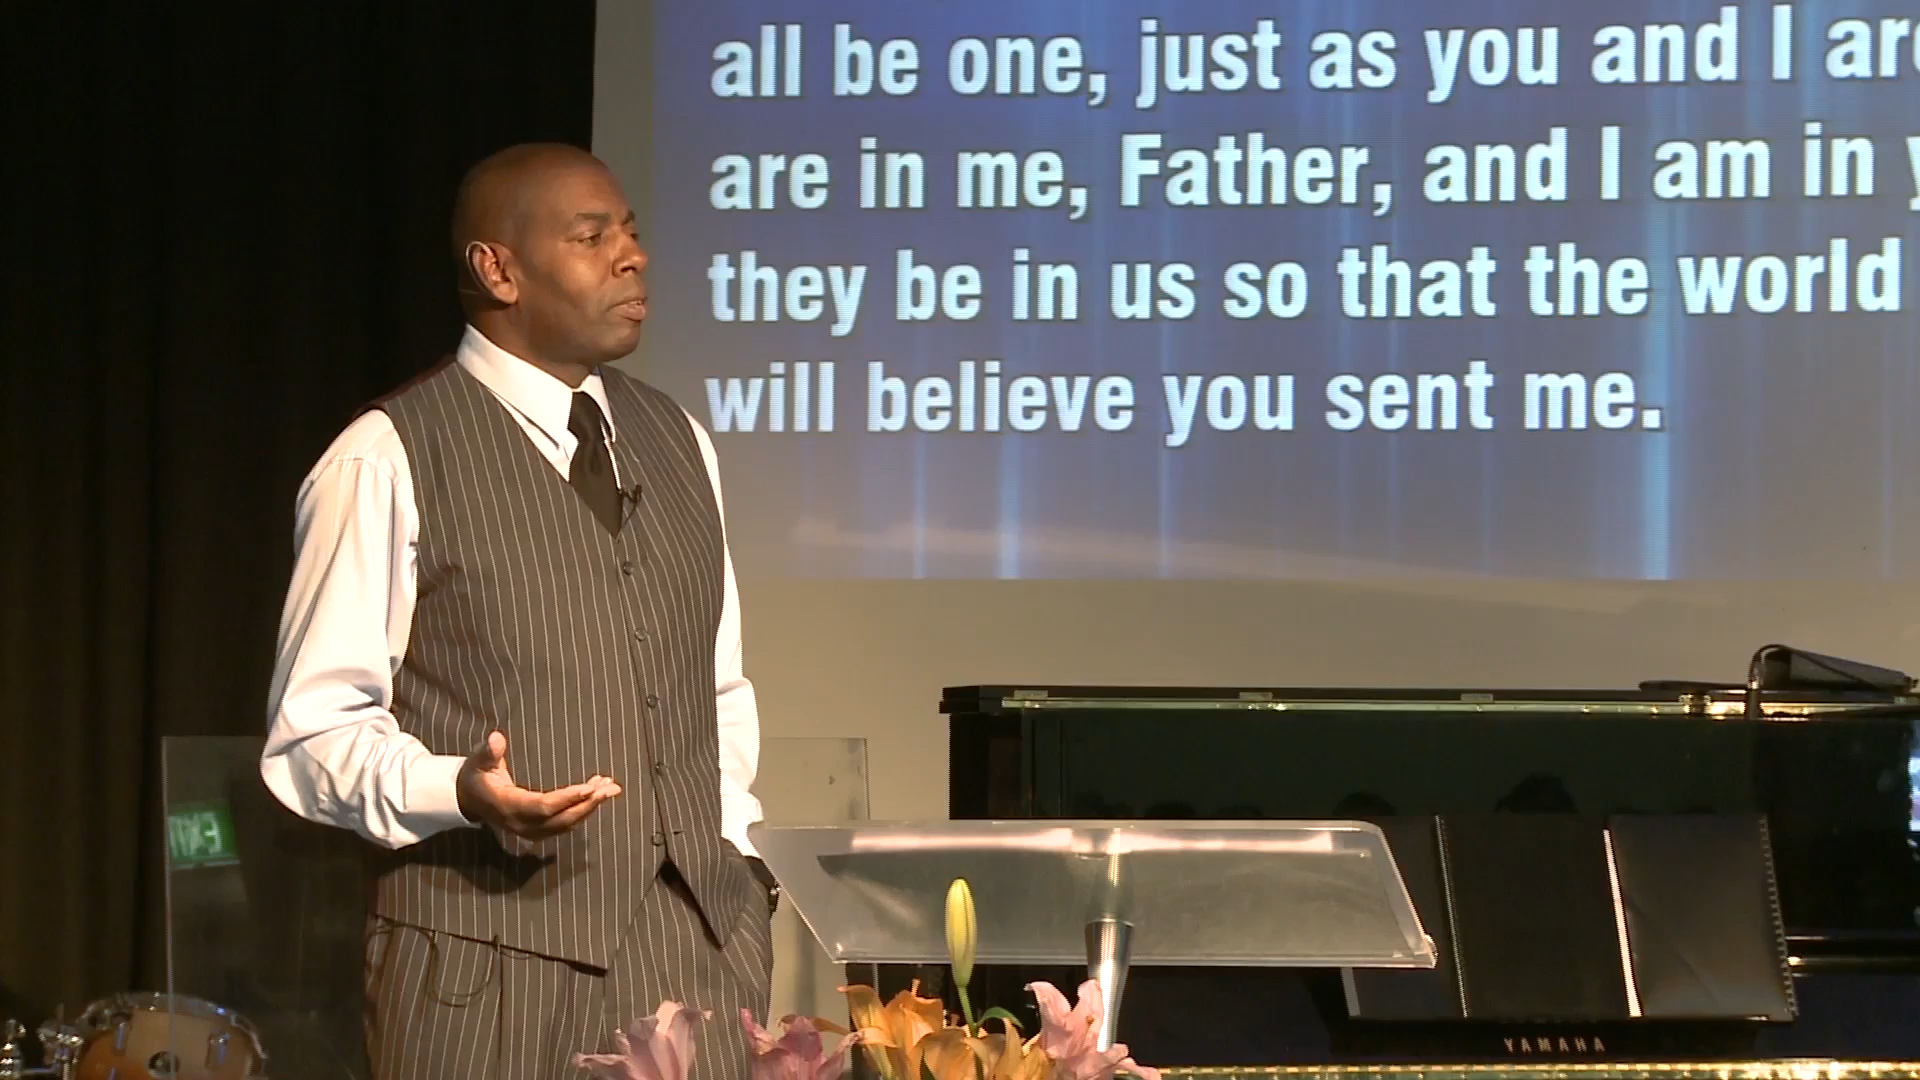 all be one, just as you and I are
are in me, Father, and I am in
they be in us so that the world
will believe you sent me.
YAMAHA